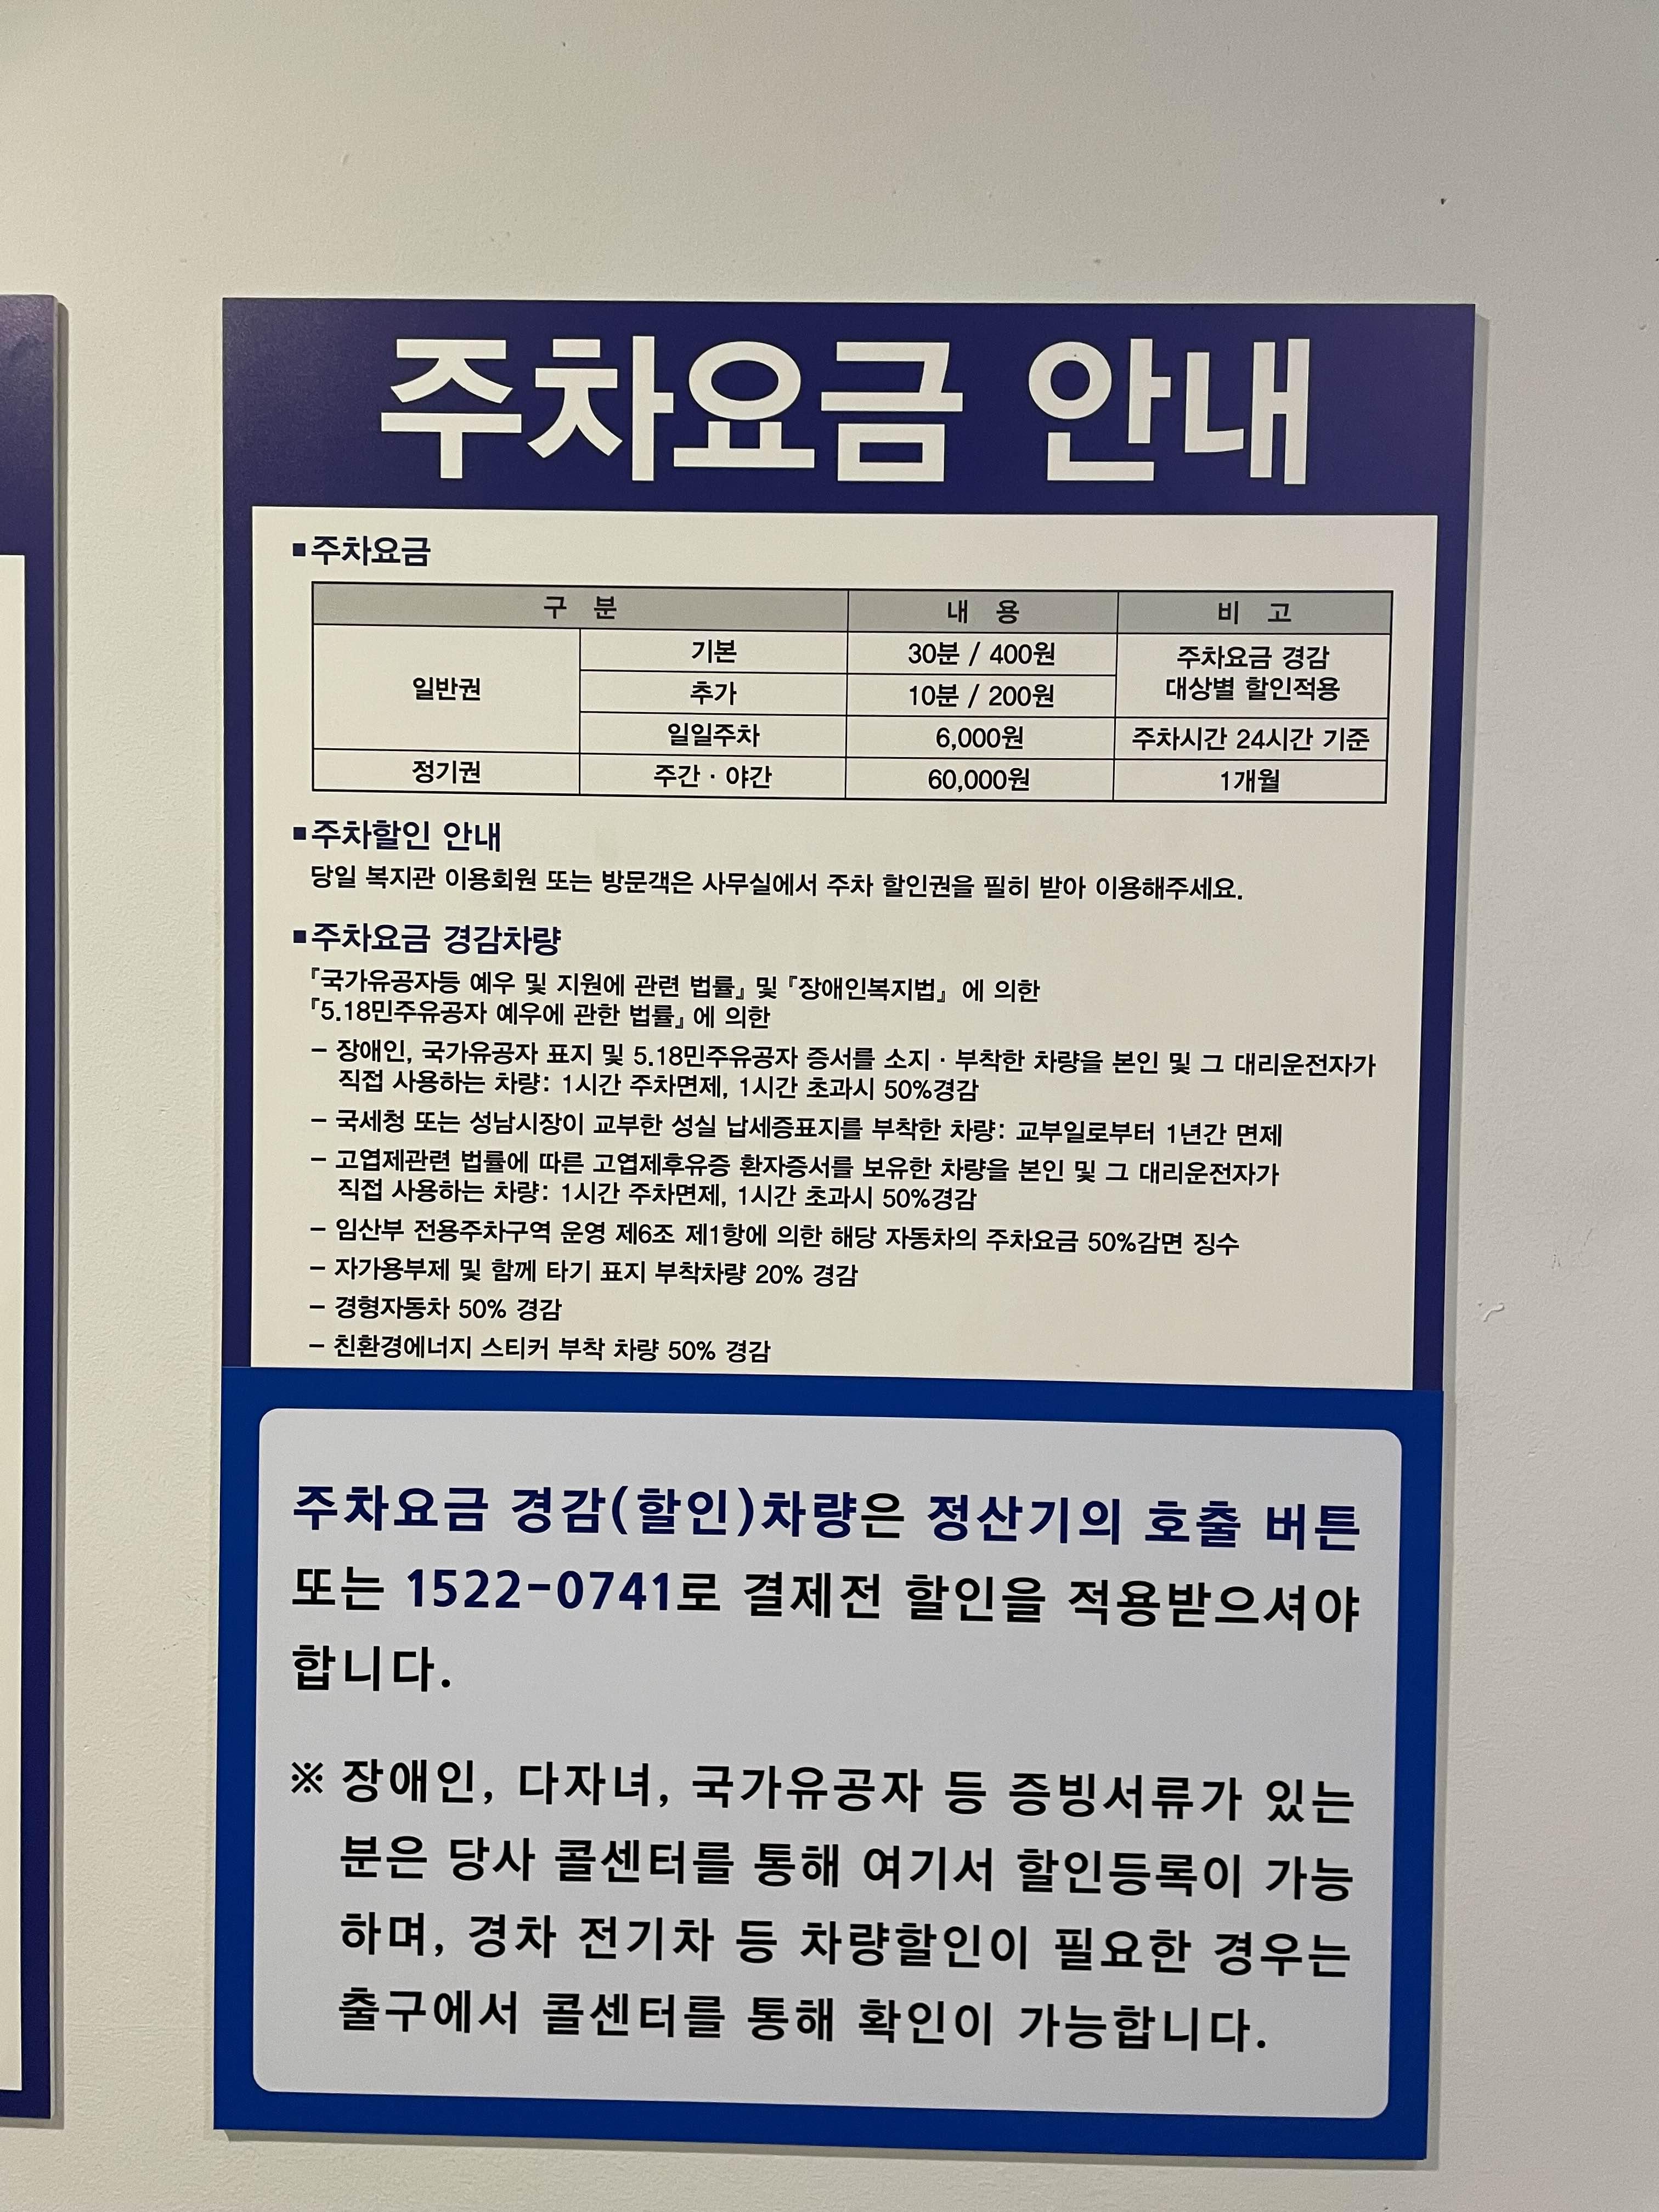 주차요금 안내
■주차요금
구 분 내 용 비 고
일반권 기본 30분 / 400원 주차요금 경감
대상별 할인적용
추가 10분 / 200원
일일주차 6,000원 주차시간 24시간 기준
정기권 주간 · 야간 60,000원 1개월
■주차할인 안내
당일 복지관 이용회원 또는 방문객은 사무실에서 주차 할인권을 필히 받아 이용해주세요.
■주차요금 경감차량
『국가유공자등 예우 및 지원에 관련 법률』 및 『장애인복지법』 에 의한
『5.18민주유공자 예우에 관한 법률』에 의한
– 장애인, 국가유공자 표지 및 5.18민주유공자 증서를 소지 · 부착한 차량을 본인 및 그 대리운전자가
직접 사용하는 차량: 1시간 주차면제, 1시간 초과시 50%경감
– 국세청 또는 성남시장이 교부한 성실 납세증표지를 부착한 차량: 교부일로부터 1년간 면제
– 고엽제관련 법률에 따른 고엽제후유증 환자증서를 보유한 차량을 본인 및 그 대리운전자가
직접 사용하는 차량: 1시간 주차면제, 1시간 초과시 50%경감
– 임산부 전용주차구역 운영 제6조 제1항에 의한 해당 자동차의 주차요금 50%감면 징수
– 자가용부제 및 함께 타기 표지 부착차량 20% 경감
– 경형자동차 50% 경감
– 친환경에너지 스티커 부착 차량 50% 경감
주차요금 경감(할인)차량은 정산기의 호출 버튼
또는 1522-0741로 결제전 할인을 적용받으셔야
합니다.
※ 장애인, 다자녀, 국가유공자 등 증빙서류가 있는
분은 당사 콜센터를 통해 여기서 할인등록이 가능
하며, 경차 전기차 등 차량할인이 필요한 경우는
출구에서 콜센터를 통해 확인이 가능합니다.